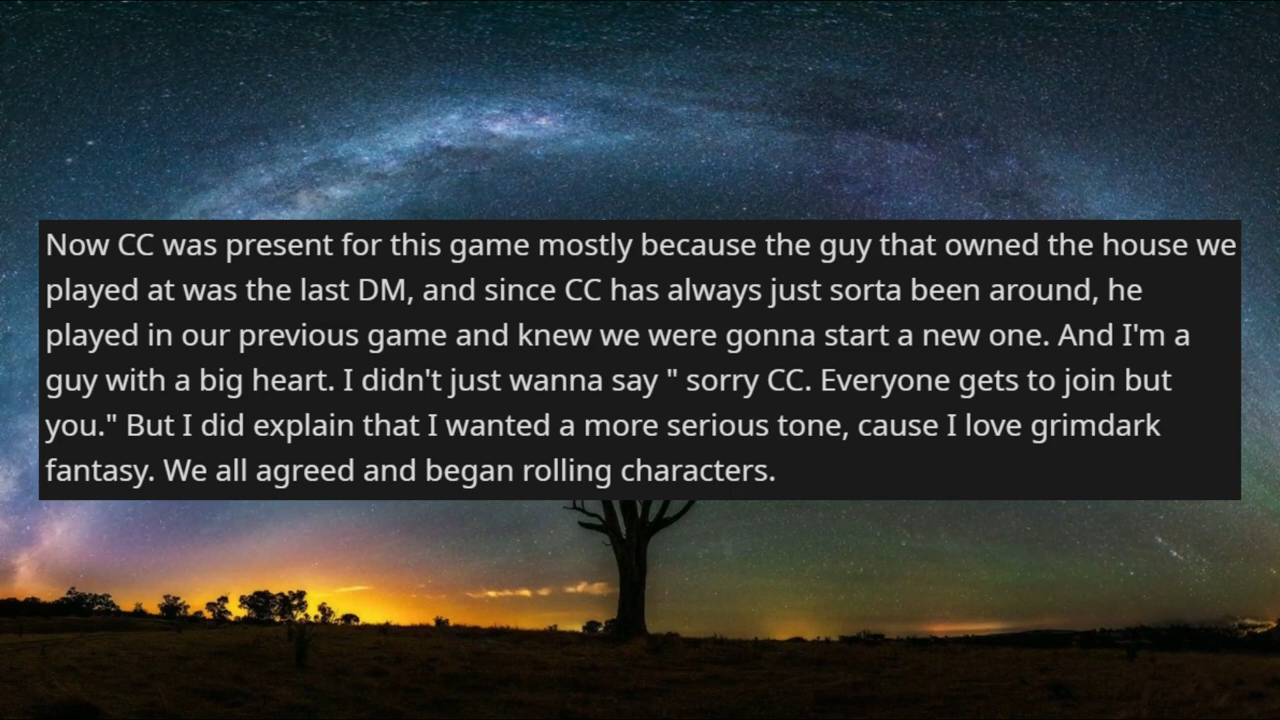 Now CC was present for this game mostly because the guy that owned the house we
played at was the last DM, and since CC has always just sorta been around, he
played in our previous game and knew we were gonna start a new one. And I'm a
guy with a big heart. I didn't just wanna say " sorry CC. Everyone gets to join but
you." But I did explain that I wanted a more serious tone, cause I love grimdark
fantasy. We all agreed and began rolling characters.